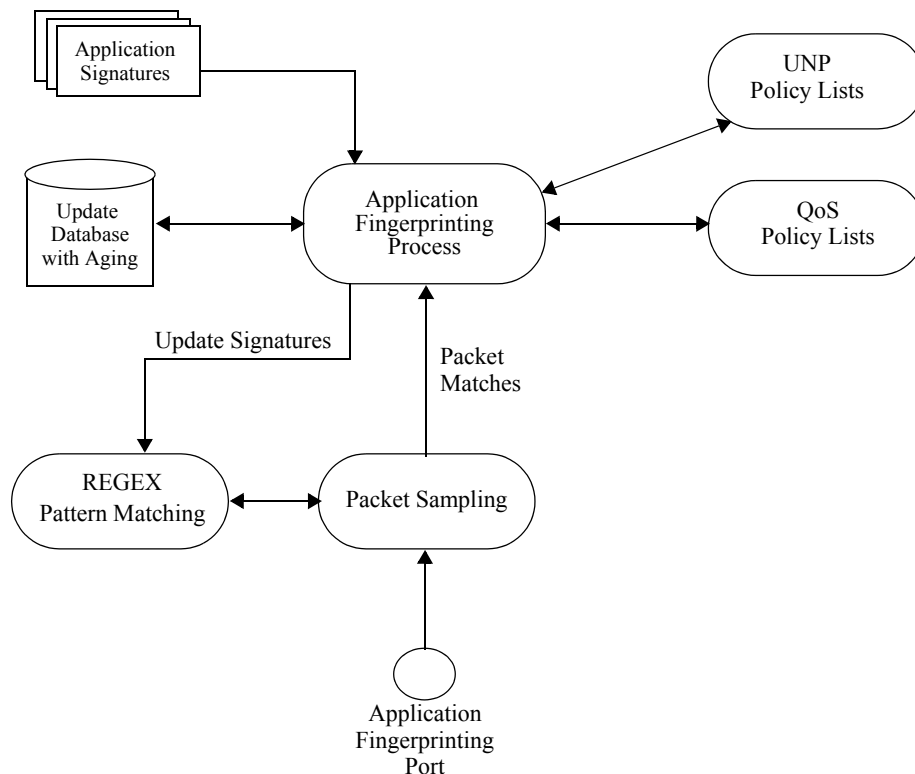 Application
Signatures
UNP
Policy Lists
Update
Database
with Aging
Application
Fingerprinting
Process
QoS
Policy Lists
Update Signatures
Packet
Matches
REGEX
Pattern Matching
Packet Sampling
Application
Fingerprinting
Port